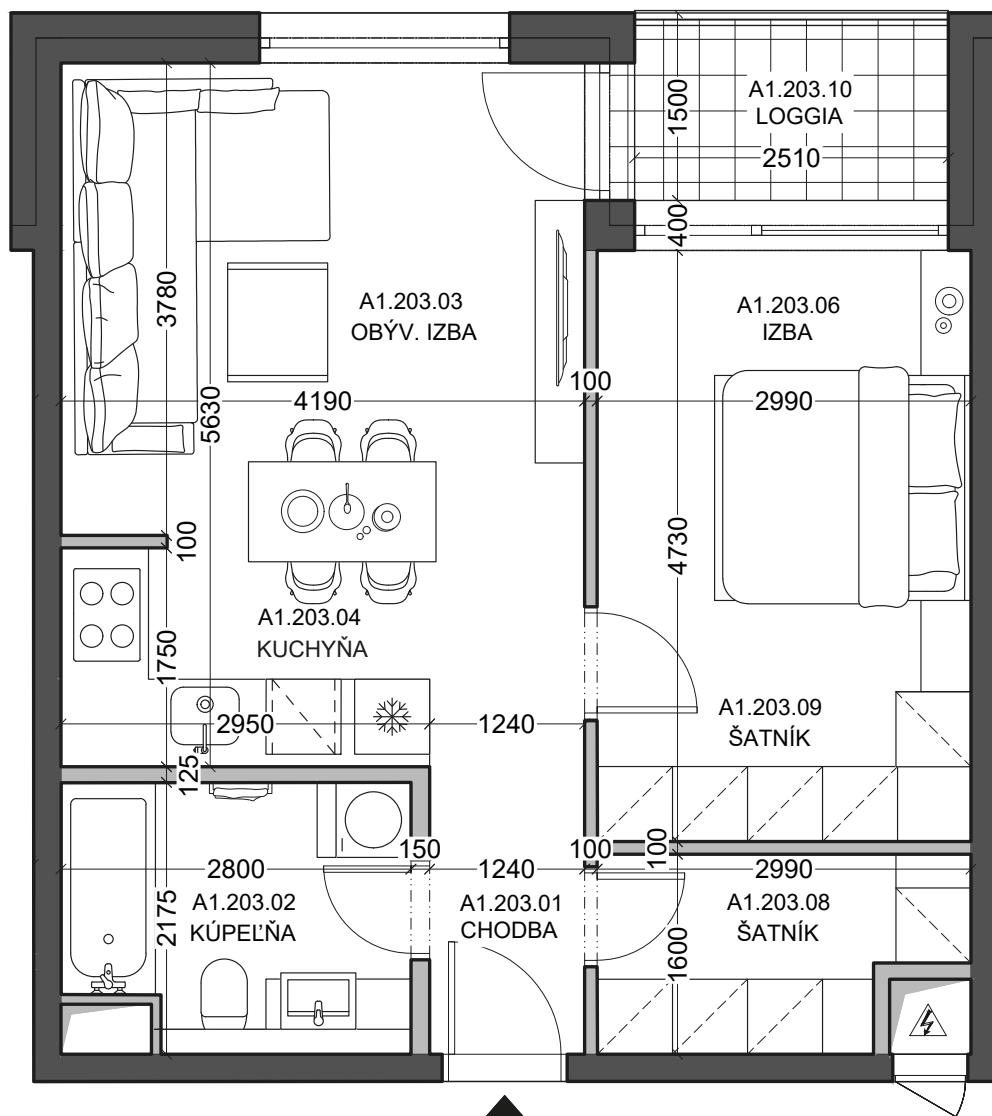 A1.203.10
LOGGIA
1500
2510
400
3780
5630
A1.203.03
OBÝV. IZBA
A1.203.06
IZBA
4190
100
2990
4730
100
A1.203.04
KUCHYŇA
1750
2950
1240
A1.203.09
ŠATNÍK
125
150
100
100
2800
1240
2990
2175
A1.203.02
KÚPEĽŇA
A1.203.01
CHODBA
A1.203.08
ŠATNÍK
1600